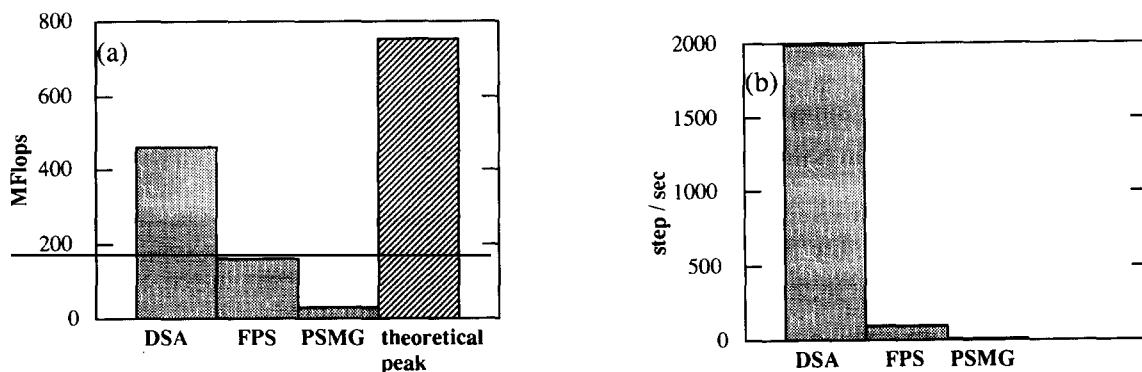 800
(a)
600
400
200
0
MFlops
DSA FPS PSMG theoretical
peak
2000
(b)
1500
1000
500
0
step / sec
DSA FPS PSMG